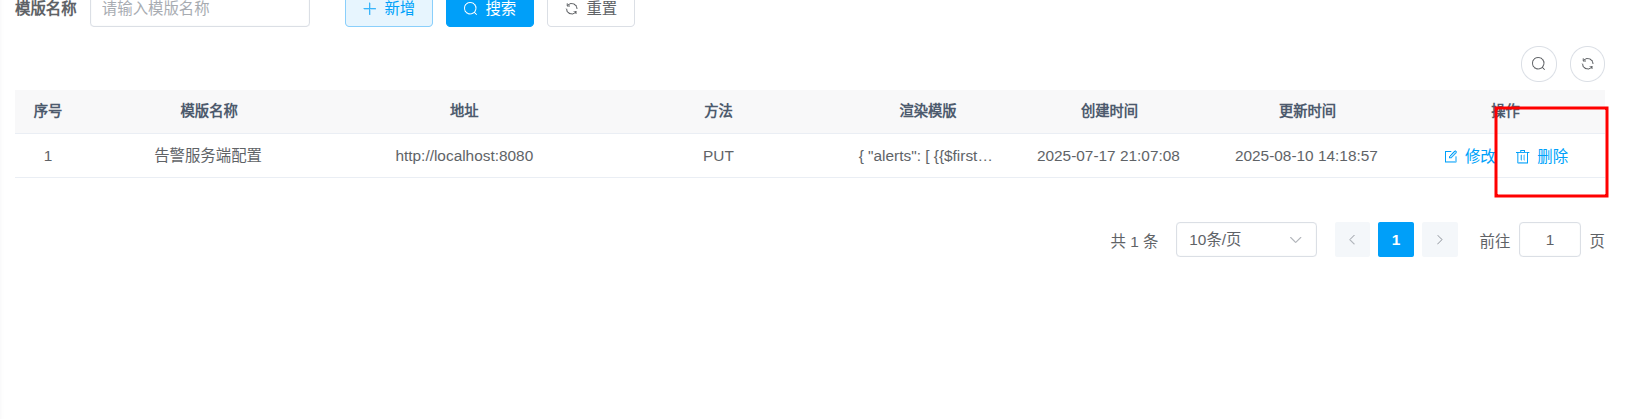 模版名称 请输入模版名称 新增 搜索 重置
序号 模版名称 地址 方法 渲染模版 创建时间 更新时间 操作
1 告警服务端配置 http://localhost:8080 PUT { "alerts": [ {{$first... 2025-07-17 21:07:08 2025-08-10 14:18:57 修改 删除
共 1 条 10条/页 1 前往 1 页